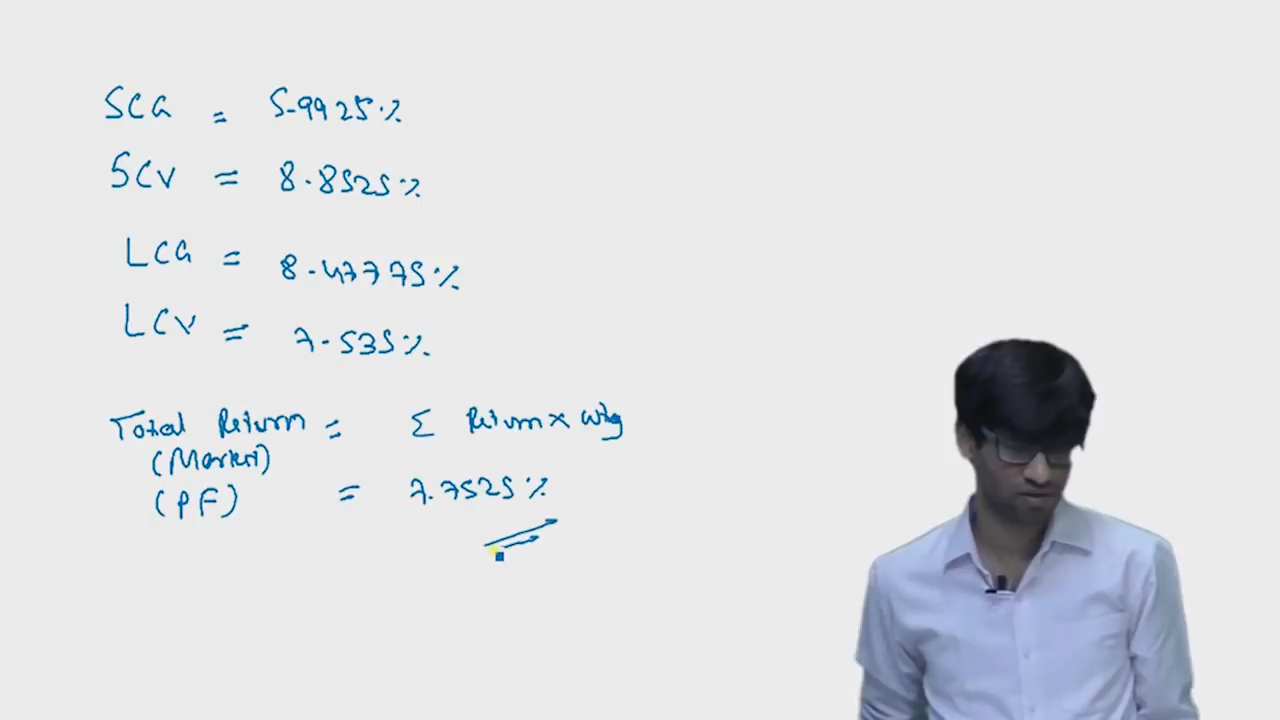 SCG = 5.9925%
SCV = 8.8525%
LCG = 8.47775%
LCV = 7.535%
Total Return = Σ Return x wtg
(Market)
(PF) = 7.7525%